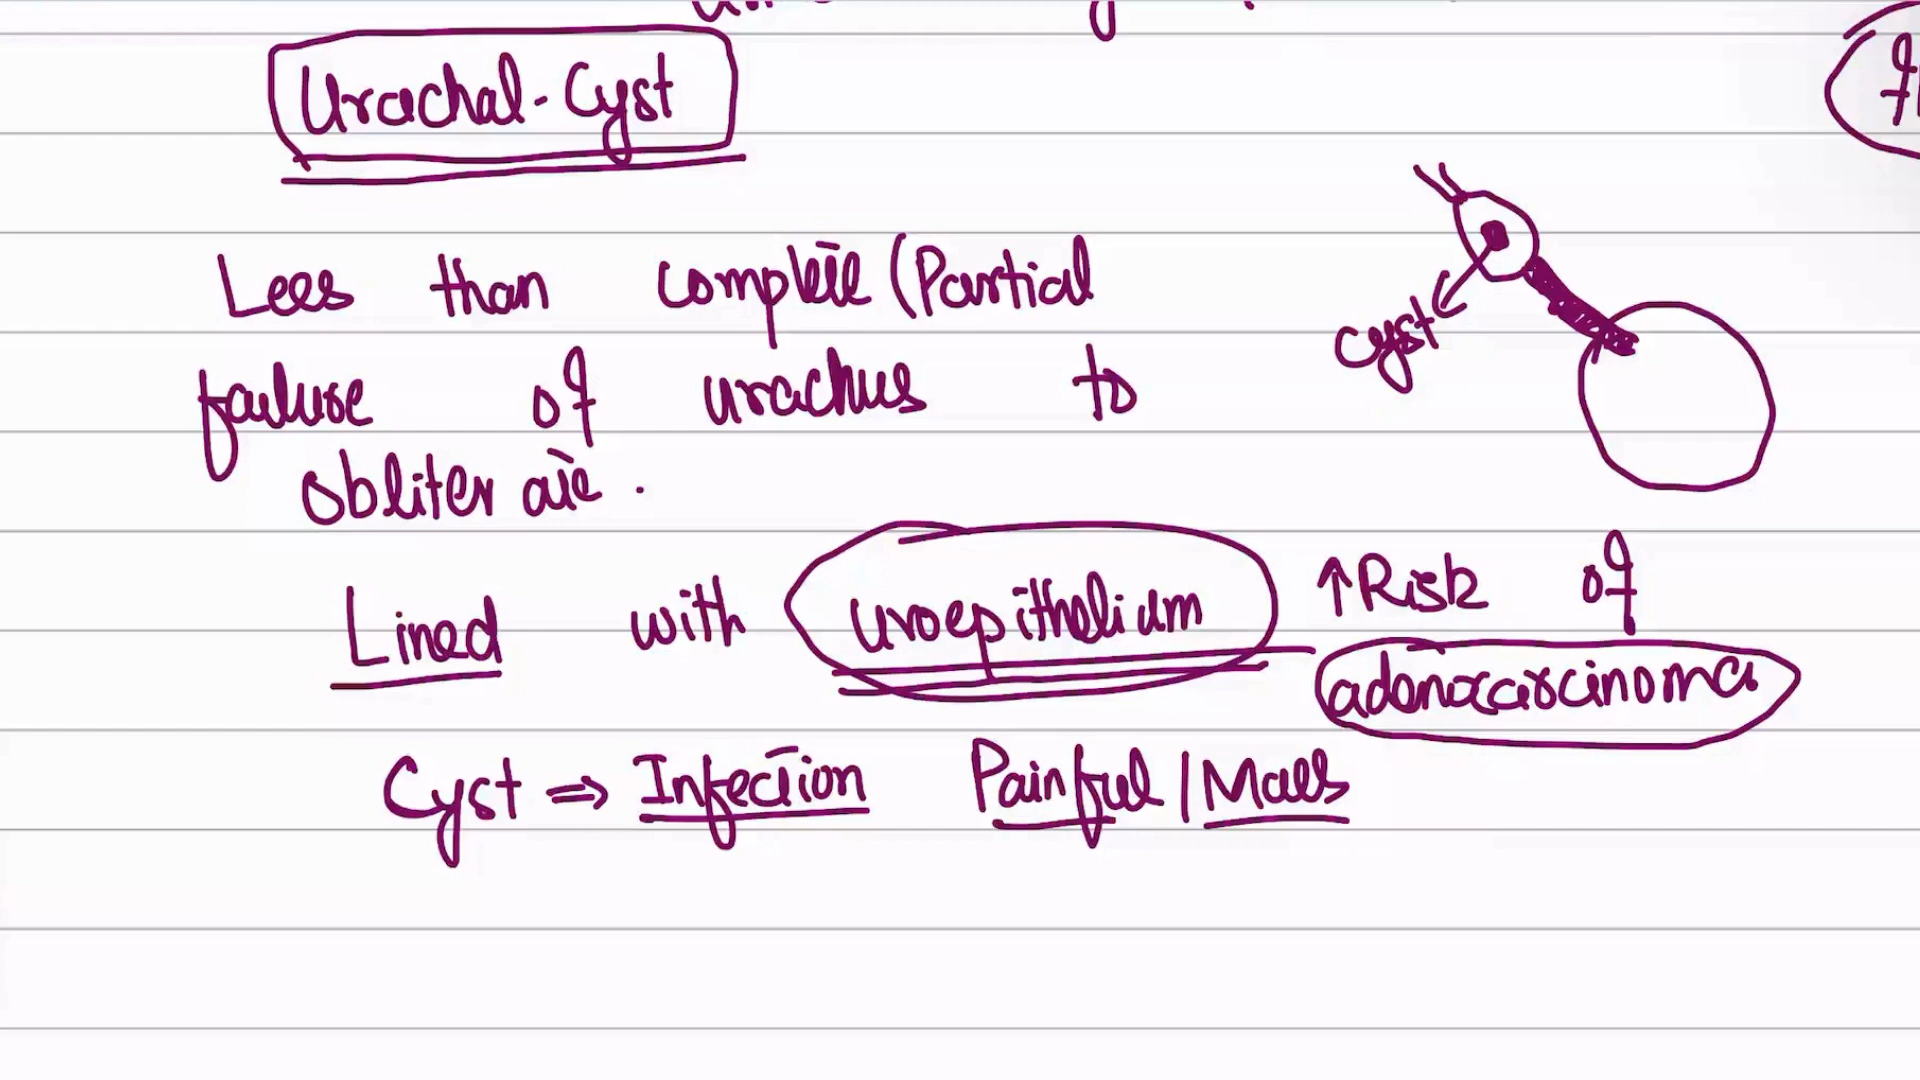 Urachal-Cyst
Less than complete (Partial
failure of urachus to
obliterate.
cyst
Lined with uroepithelium ↑Risk of
adenocarcinoma
Cyst ⇒ Infection Painful / Mass